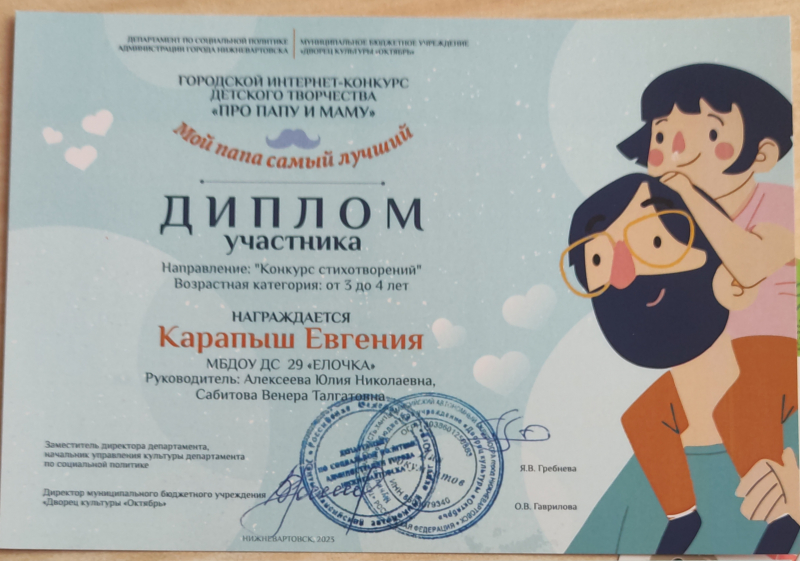 ДЕПАРТАМЕНТ ПО СОЦИАЛЬНОЙ ПОЛИТИКЕ
АДМИНИСТРАЦИИ ГОРОДА НИЖНЕВАРТОВСКА
МУНИЦИПАЛЬНОЕ БЮДЖЕТНОЕ УЧРЕЖДЕНИЕ
«ДВОРЕЦ КУЛЬТУРЫ «ОКТЯБРЬ»
ГОРОДСКОЙ ИНТЕРНЕТ-КОНКУРС
ДЕТСКОГО ТВОРЧЕСТВА
«ПРО ПАПУ И МАМУ»
Мой папа самый лучший
ДИПЛОМ
участника
Направление: "Конкурс стихотворений"
Возрастная категория: от 3 до 4 лет
НАГРАЖДАЕТСЯ
Карапыш Евгения
МБДОУ ДС 29 «ЕЛОЧКА»
Руководитель: Алексеева Юлия Николаевна,
Сабитова Венера Талгатовна
Заместитель директора департамента,
начальник управления культуры департамента
по социальной политике
Я.В. Гребнева
Директор муниципального бюджетного учреждения
«Дворец культуры «Октябрь»
О.В. Гаврилова
НИЖНЕВАРТОВСК, 2025